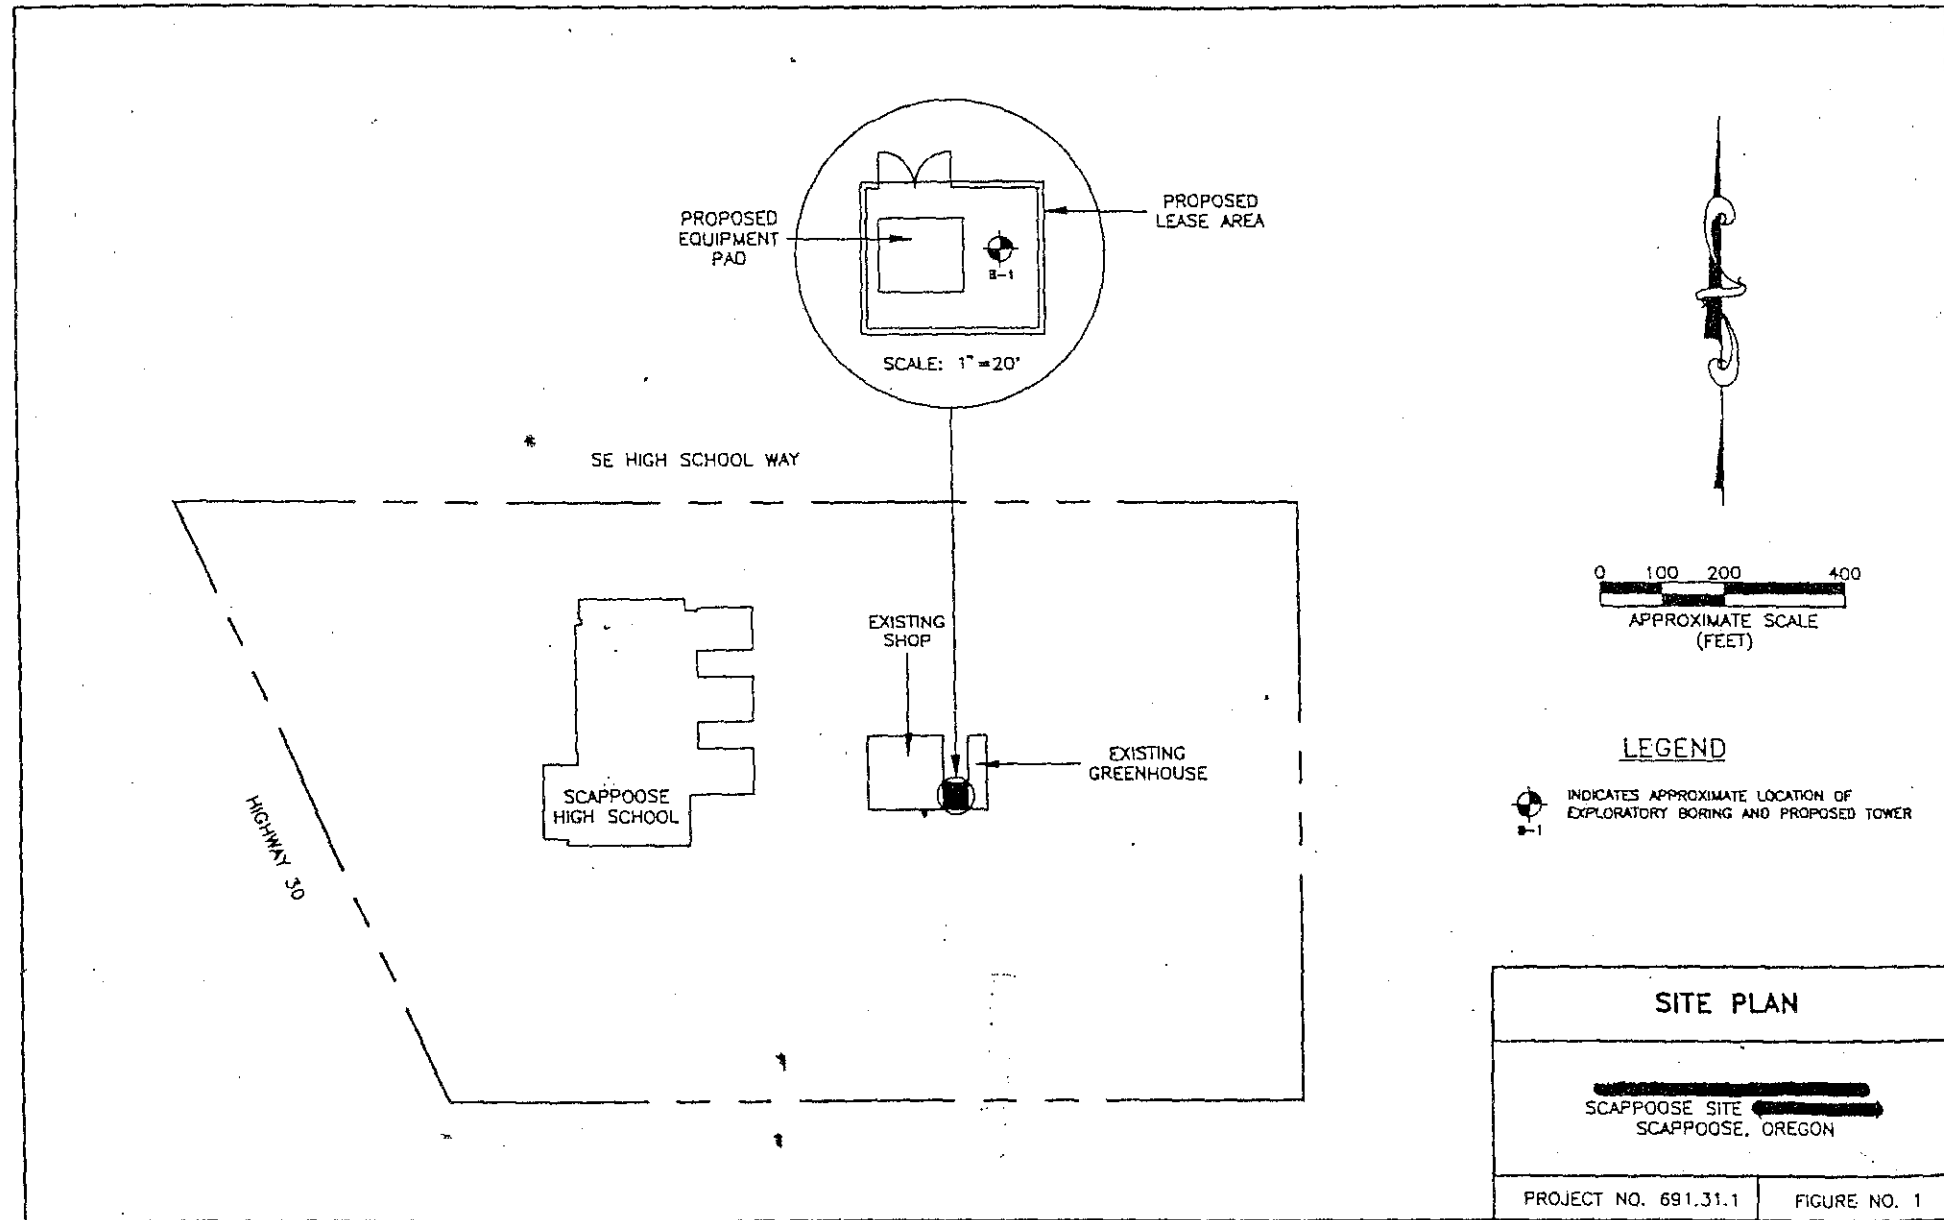 PROPOSED
EQUIPMENT
PAD
B-1
PROPOSED
LEASE AREA
SCALE: 1"=20'
SE HIGH SCHOOL WAY
0 100 200 400
APPROXIMATE SCALE
(FEET)
EXISTING
SHOP
EXISTING
GREENHOUSE
SCAPPOOSE
HIGH SCHOOL
HIGHWAY 30
LEGEND
INDICATES APPROXIMATE LOCATION OF
EXPLORATORY BORING AND PROPOSED TOWER
B-1
SITE PLAN
SCAPPOOSE SITE
SCAPPOOSE, OREGON
PROJECT NO. 691.31.1
FIGURE NO. 1